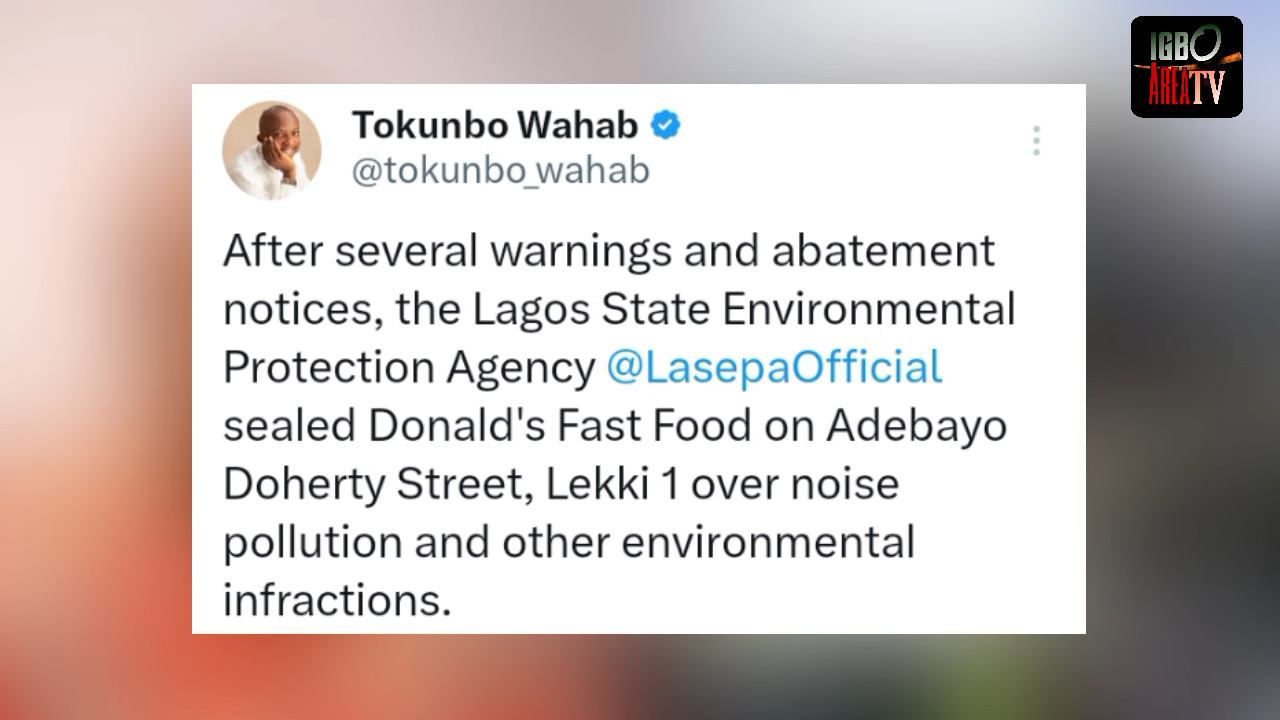 IGBO
AREA TV
Tokunbo Wahab
@tokunbo_wahab
After several warnings and abatement
notices, the Lagos State Environmental
Protection Agency @LasepaOfficial
sealed Donald's Fast Food on Adebayo
Doherty Street, Lekki 1 over noise
pollution and other environmental
infractions.